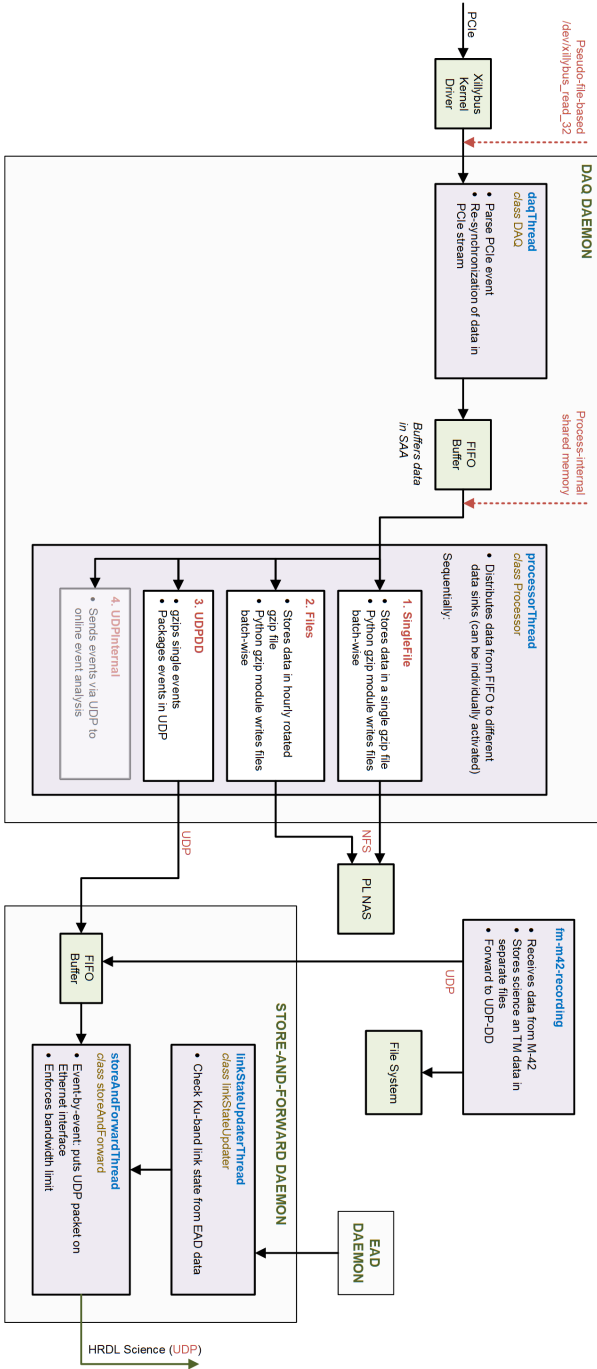 PCIe
Xillybus
Kernel
Driver
Pseudo-file-based
/dev/xillybus_read_32
DAQ DAEMON
daqThread
class DAQ
• Parse PCIe event
• Re-synchronization of data in
PCIe stream
FIFO
Buffer
Buffers data
in SAA
Process-internal
shared memory
processorThread
class Processor
• Distributes data from FIFO to different
data sinks (can be individually activated)
Sequentially:
1. SingleFile
• Stores data in a single gzip file
• Python gzip module writes files
batch-wise
2. Files
• Stores data in hourly rotated
gzip file
• Python gzip module writes files
batch-wise
3. UDPDD
• gzips single events
• Packages events in UDP
4. UDPInternal
• Sends events via UDP to
online event analysis
NFS
UDP
PL NAS
fm-m42-recording
• Receives data from M-42
• Stores science an TM data in
separate files
• Forward to UDP-DD
UDP
File System
STORE-AND-FORWARD DAEMON
FIFO
Buffer
linkStateUpdaterThread
class linkStateUpdater
• Check Ku-band link state from EAD data
storeAndForwardThread
class storeAndForward
• Event-by-event: puts UDP packet on
Ethernet interface
• Enforces bandwidth limit
EAD
DAEMON
HRDL Science (UDP)